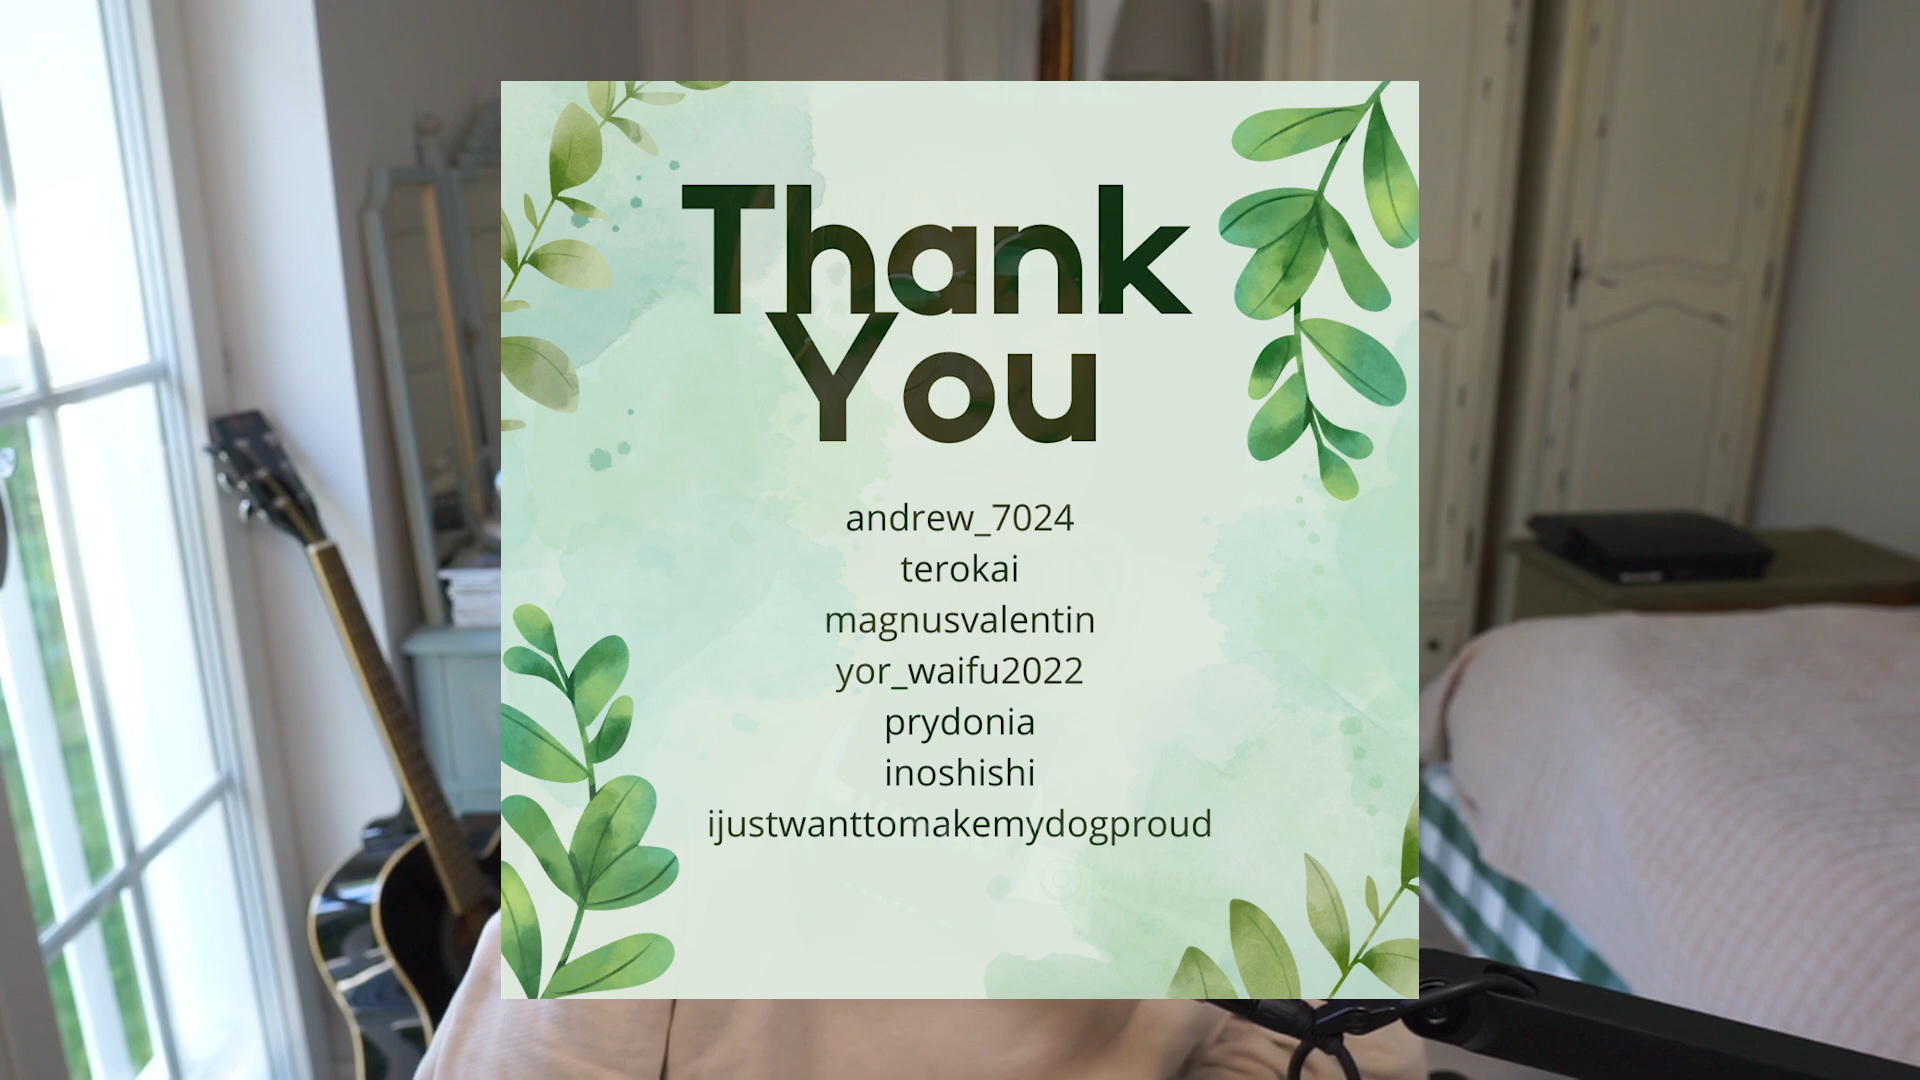 Thank
You
andrew_7024
terokai
magnusvalentin
yor_waifu2022
prydonia
inoshishi
ijustwanttomakemydogproud